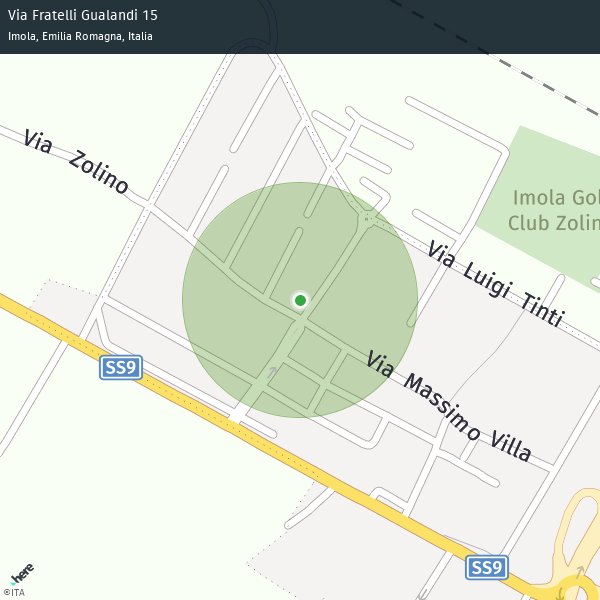 Via Fratelli Gualandi 15
Imola, Emilia Romagna, Italia
Via Zolino
Imola Gol
Club Zolin
Via Luigi Tinti
SS9
Via Massimo Villa
SS9
here
©ITA